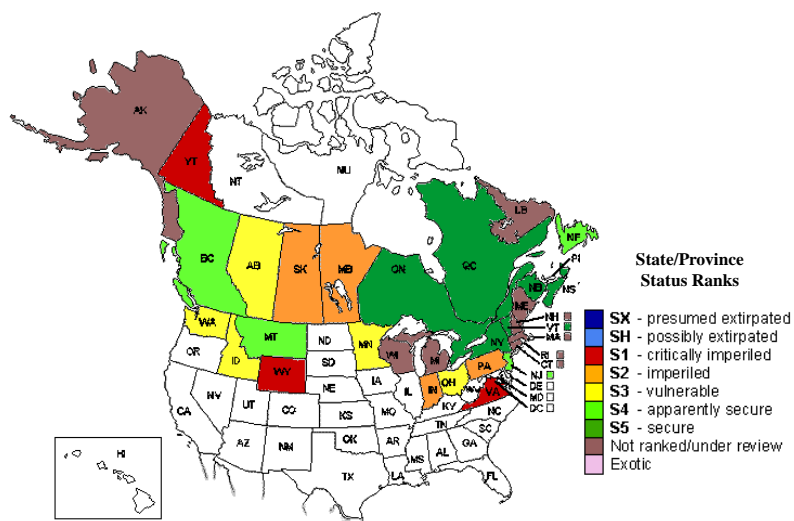 AK
YT
NT
NU
LB
NF
BC
AB
SK
MB
ON
QC
PI
NB
NS
ME
WA
MT
ND
MN
OR
ID
WY
SD
WI
MI
NY
NH
VT
MA
RI
CT
NJ
DE
MD
DC
PA
NE
IA
IL
IN
OH
WV
VA
NV
UT
CO
KS
MO
KY
CA
AZ
NM
OK
AR
TN
NC
SC
TX
LA
MS
AL
GA
FL
HI
State/Province
Status Ranks
SX - presumed extirpated
SH - possibly extirpated
S1 - critically imperiled
S2 - imperiled
S3 - vulnerable
S4 - apparently secure
S5 - secure
Not ranked/under review
Exotic